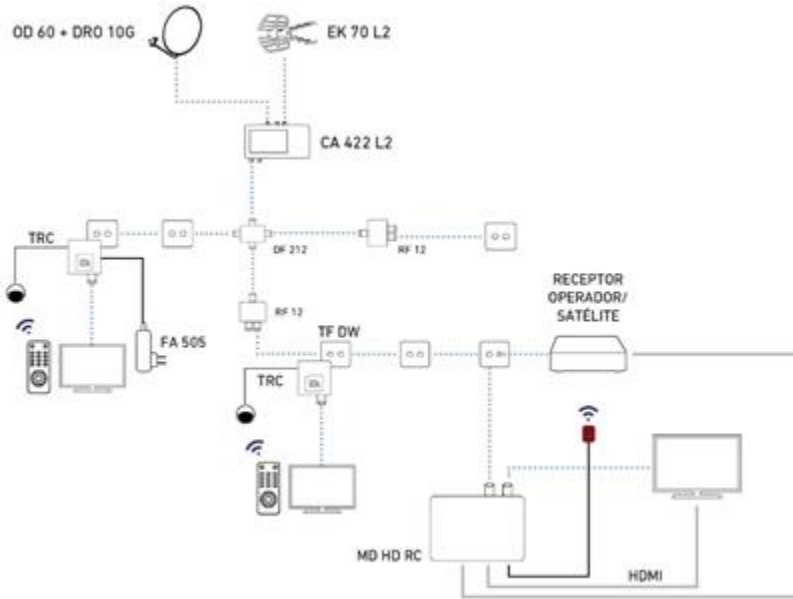 OD 60 + DRO 10G
EK 70 L2
CA 422 L2
TRC
DF 212
RF 12
RF 12
RECEPTOR
OPERADOR/
SATÉLITE
FA 505
TF DW
TRC
MD HD RC
HDMI